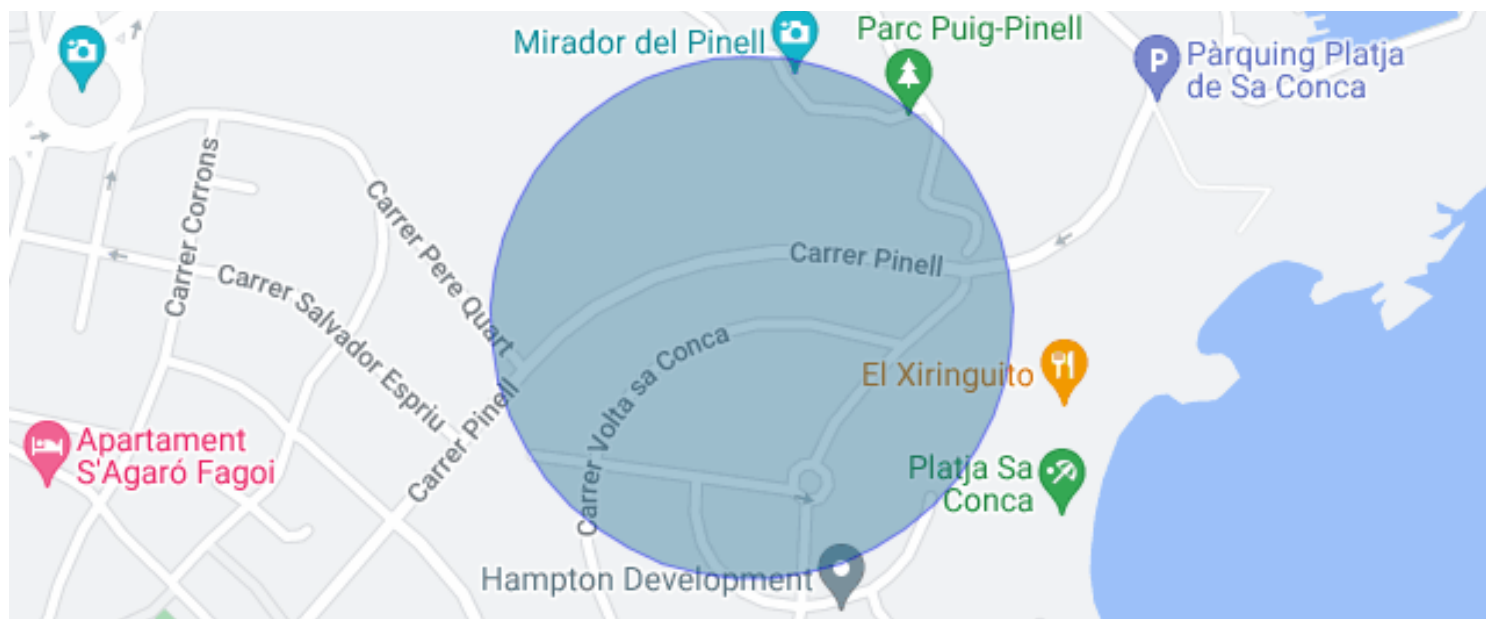 Mirador del Pinell
Parc Puig-Pinell
Pàrquing Platja
de Sa Conca
P
Carrer Corrons
Carrer Pere Quart
Carrer Salvador Espriu
Carrer Pinell
Carrer Volta sa Conca
El Xiringuito
Carrer Pinell
Apartament
S'Agaró Fagoi
Platja Sa
Conca
Hampton Development